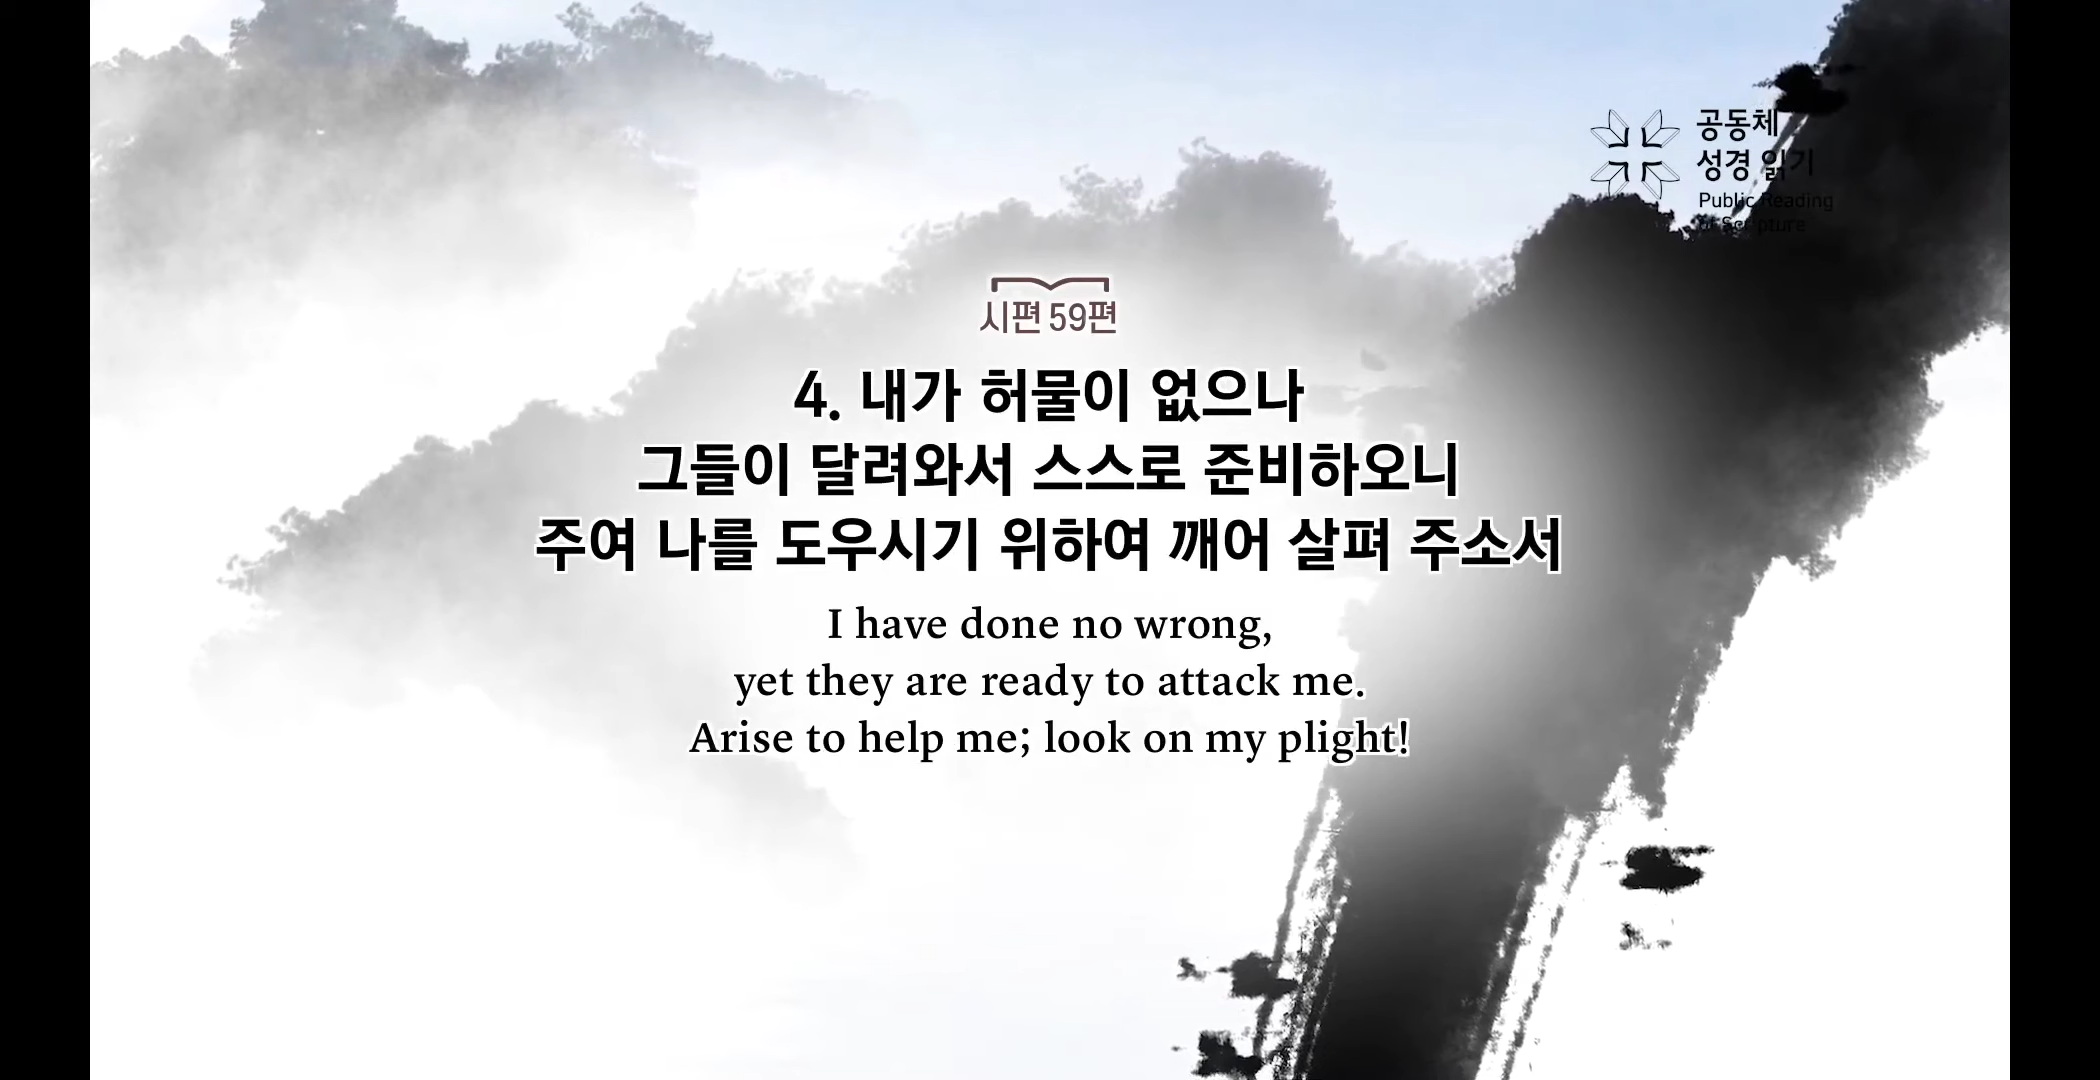 공동체
성경 읽기
Public Reading
of Scripture
시편 59편
4. 내가 허물이 없으나
그들이 달려와서 스스로 준비하오니
주여 나를 도우시기 위하여 깨어 살펴 주소서
I have done no wrong,
yet they are ready to attack me.
Arise to help me; look on my plight!